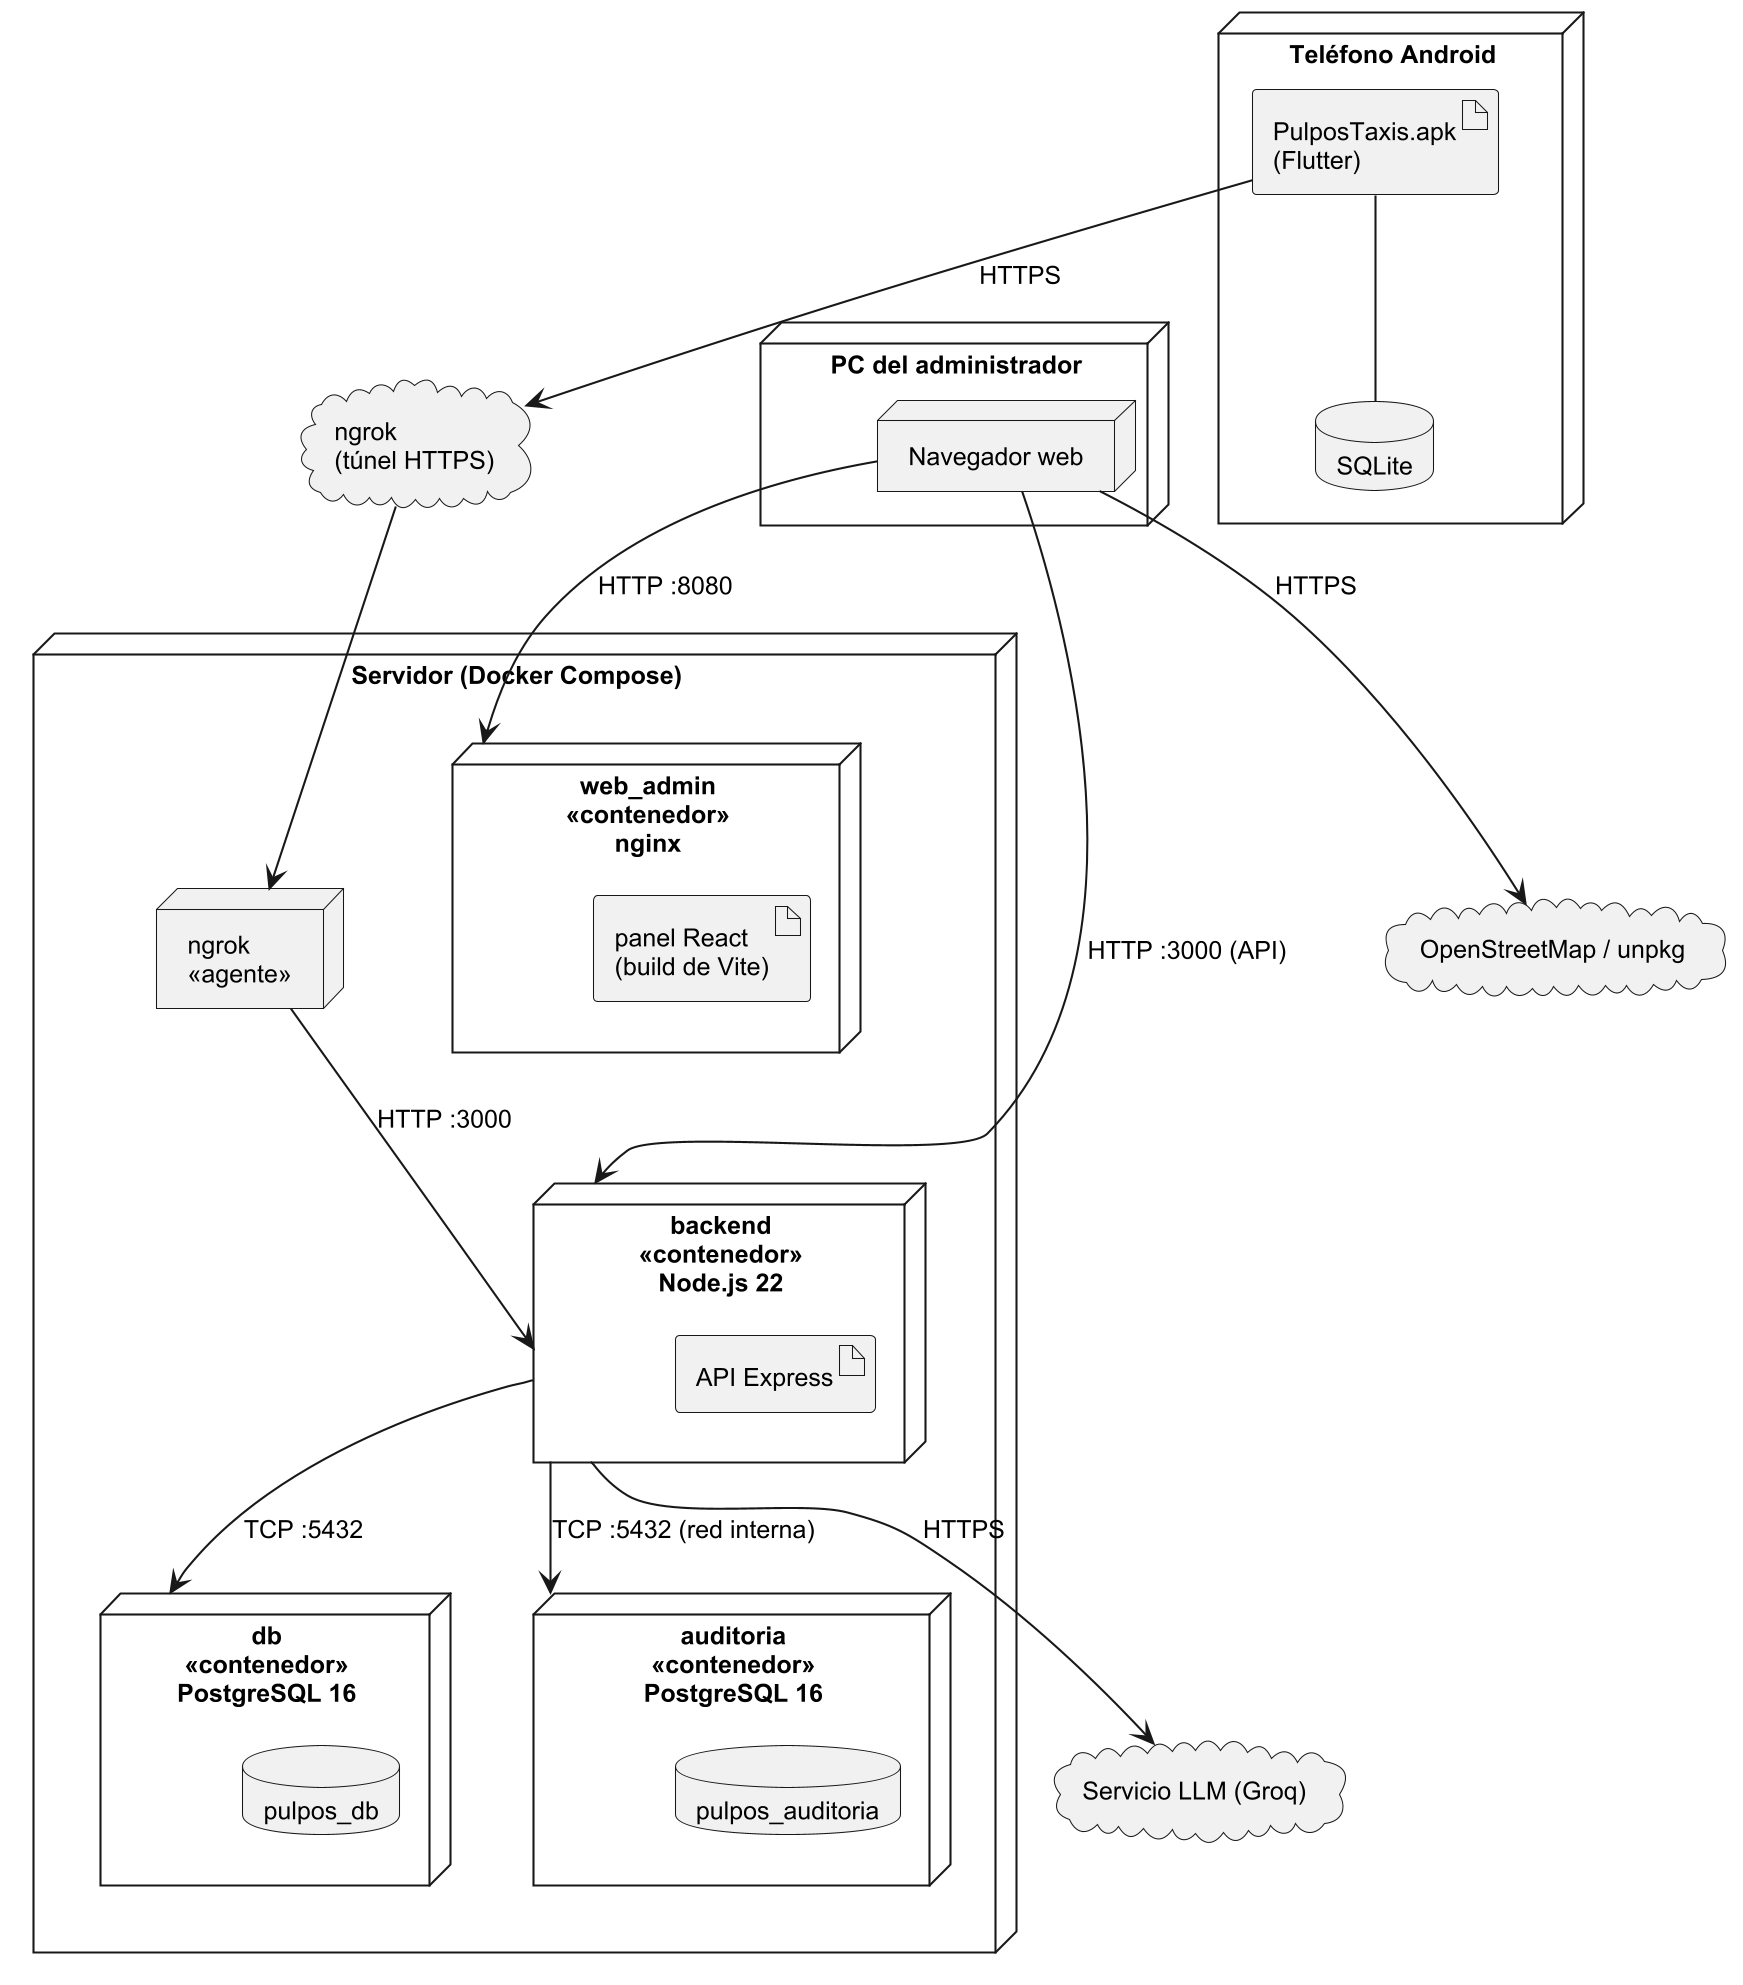 Teléfono Android
PulposTaxis.apk
(Flutter)
HTTPS
PC del administrador
ngrok
(túnel HTTPS)
Navegador web
SQLite
HTTP :8080
HTTPS
Servidor (Docker Compose)
web_admin
«contenedor»
nginx
panel React
(build de Vite)
ngrok
«agente»
HTTP :3000 (API)
OpenStreetMap / unpkg
HTTP :3000
backend
«contenedor»
Node.js 22
API Express
TCP :5432
TCP :5432 (red interna)
HTTPS
db
«contenedor»
PostgreSQL 16
auditoria
«contenedor»
PostgreSQL 16
pulpos_db
pulpos_auditoria
Servicio LLM (Groq)